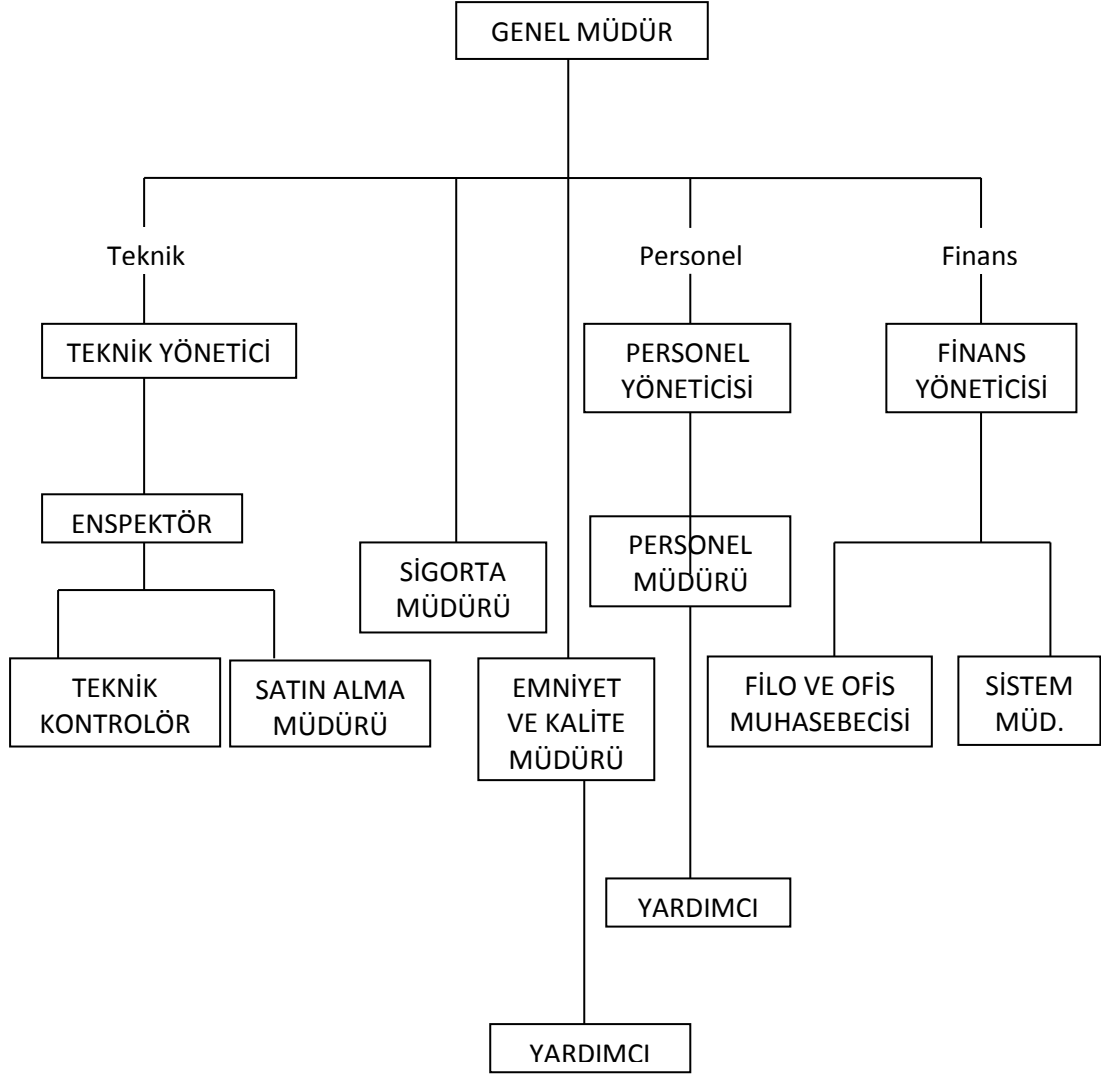 GENEL MÜDÜR
Teknik
Personel
Finans
TEKNİK YÖNETİCİ
PERSONEL
YÖNETİCİSİ
FİNANS
YÖNETİCİSİ
ENSPEKTÖR
SİGORTA
MÜDÜRÜ
PERSONEL
MÜDÜRÜ
TEKNİK
KONTROLÖR
SATIN ALMA
MÜDÜRÜ
EMNİYET
VE KALİTE
MÜDÜRÜ
FİLO VE OFİS
MUHASEBECİSİ
SİSTEM
MÜD.
YARDIMCI
YARDIMCI